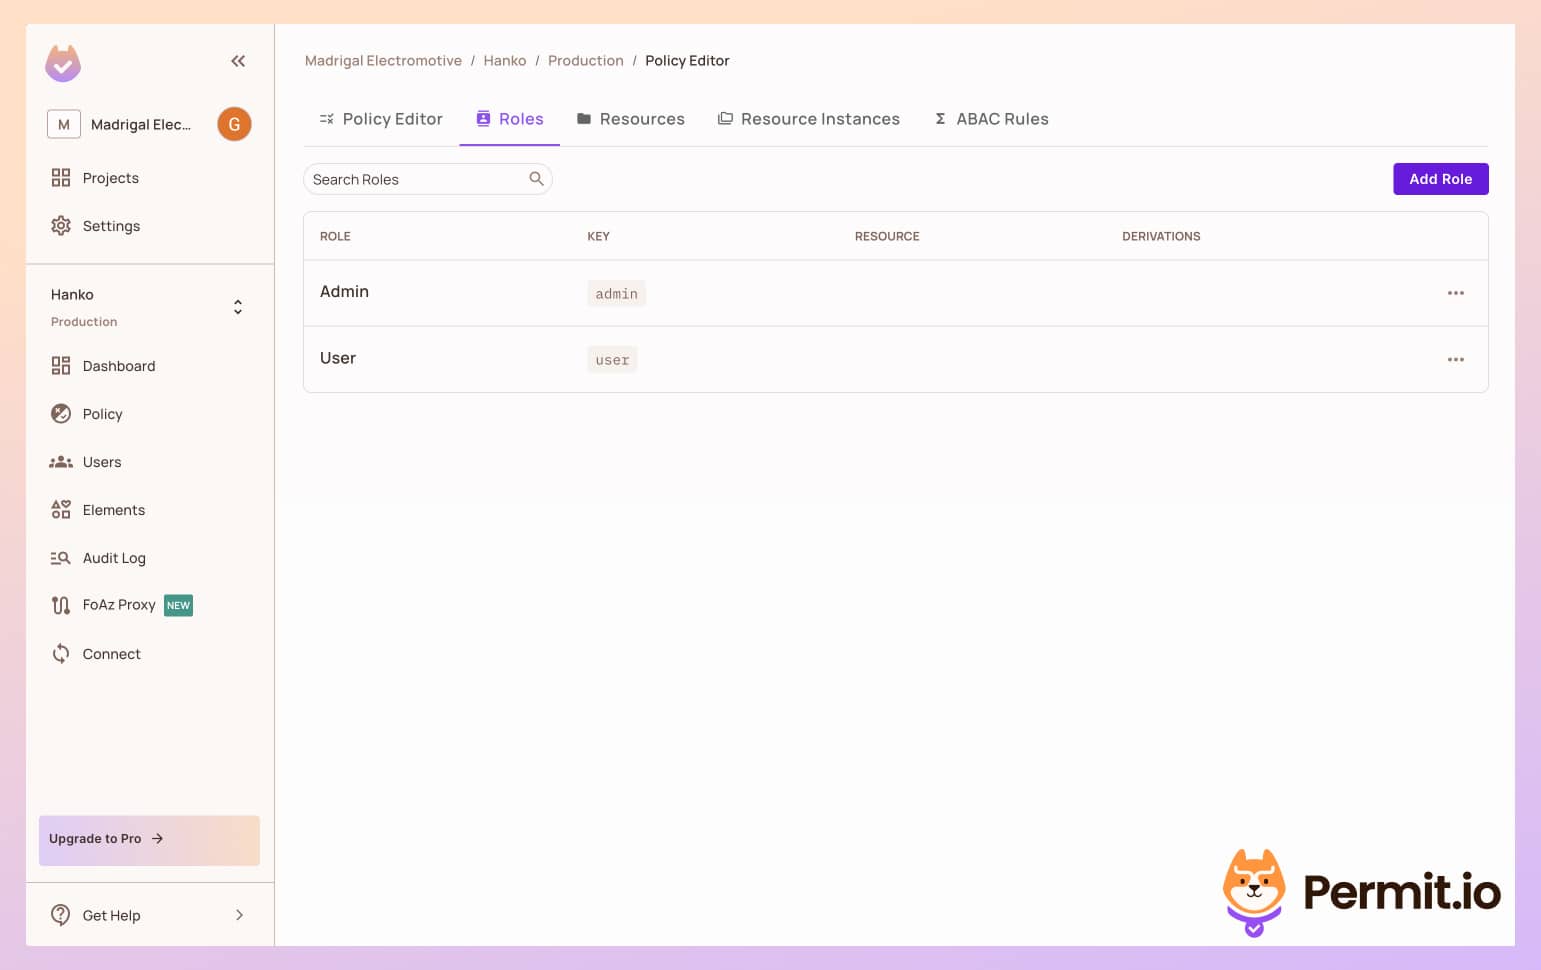 Madrigal Electromotive / Hanko / Production / Policy Editor
M Madrigal Elec... G
Projects
Settings
Hanko
Production
Dashboard
Policy
Users
Elements
Audit Log
FoAz Proxy NEW
Connect
Upgrade to Pro →
Get Help
Policy Editor Roles Resources Resource Instances Σ ABAC Rules
Search Roles Add Role
ROLE KEY RESOURCE DERIVATIONS
Admin admin
User user
Permit.io